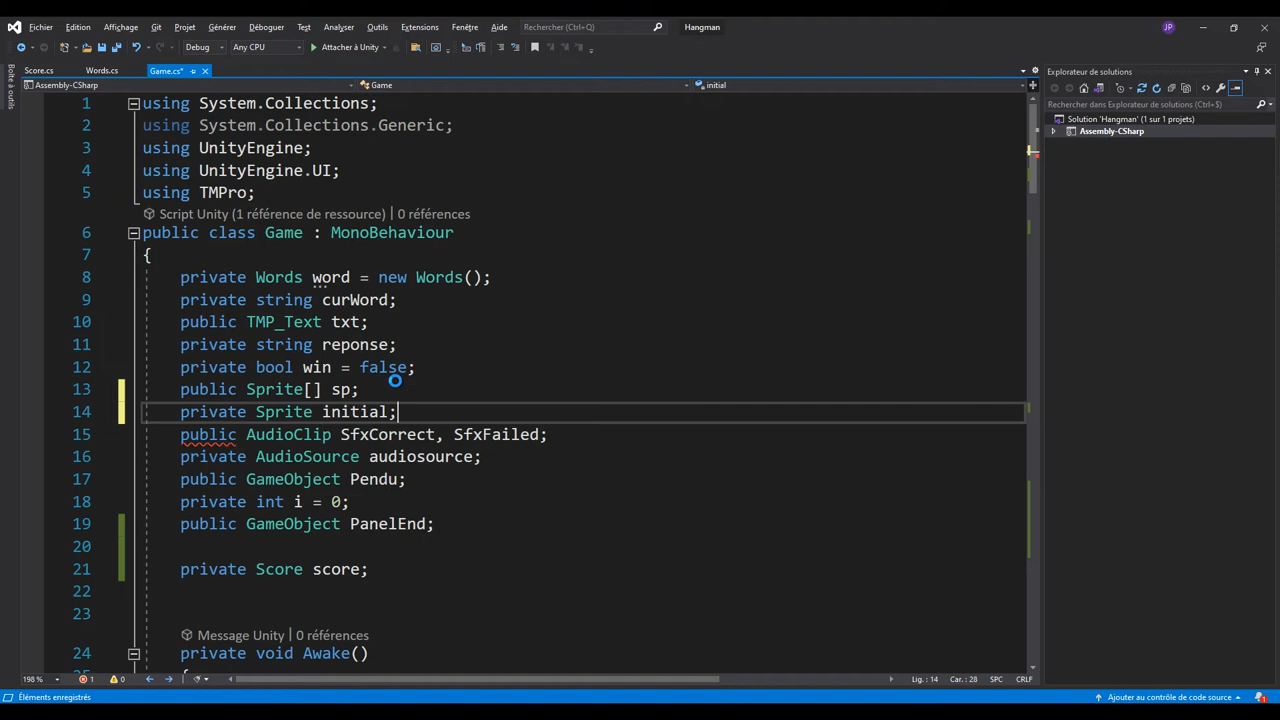 Fichier Edition Affichage Git Projet Générer Déboguer Test Analyser Outils Extensions Fenêtre Aide Rechercher (Ctrl+Q) Hangman JP
Debug Any CPU Attacher à Unity
Boîte à outils
Score.cs Words.cs Game.cs* Explorateur de solutions
Assembly-CSharp Game initial
Rechercher dans Explorateur de solutions (Ctrl+$)
Solution 'Hangman' (1 sur 1 projets)
Assembly-CSharp
1 using System.Collections;
2 using System.Collections.Generic;
3 using UnityEngine;
4 using UnityEngine.UI;
5 using TMPro;
Script Unity (1 référence de ressource) | 0 références
6 public class Game : MonoBehaviour
7 {
8 private Words word = new Words();
9 private string curWord;
10 public TMP_Text txt;
11 private string reponse;
12 private bool win = false;
13 public Sprite[] sp;
14 private Sprite initial;
15 public AudioClip SfxCorrect, SfxFailed;
16 private AudioSource audiosource;
17 public GameObject Pendu;
18 private int i = 0;
19 public GameObject PanelEnd;
20
21 private Score score;
22
23
Message Unity | 0 références
24 private void Awake()
25 {
198 % 1 0 Lig. : 14 Car. : 28 SPC CRLF
Éléments enregistrés Ajouter au contrôle de code source 1